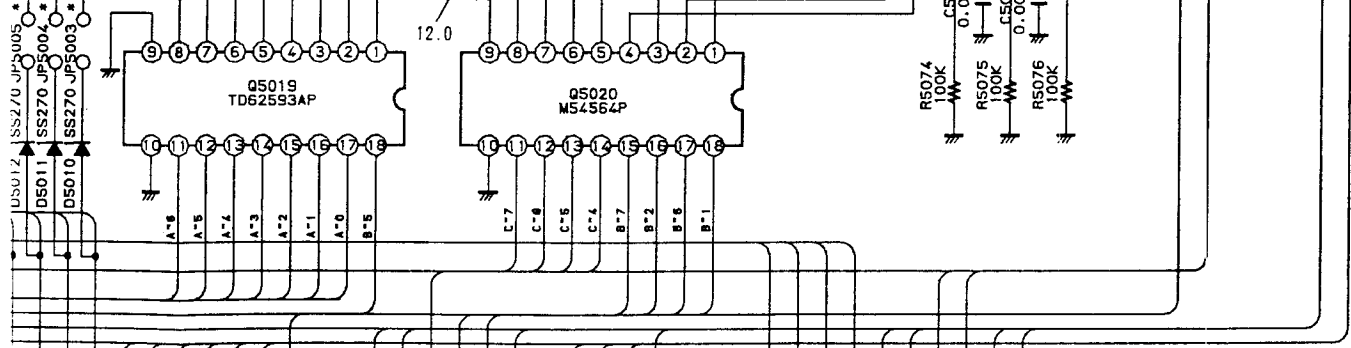 *
*
*
D5012 SS270 JP5005
D5011 SS270 JP5004
D5010 SS270 JP5003
12.0
9 8 7 6 5 4 3 2 1
Q5019
TD62593AP
10 11 12 13 14 15 16 17 18
A-6
A-5
A-4
A-3
A-2
A-1
A-0
B-5
9 8 7 6 5 4 3 2 1
Q5020
M54564P
10 11 12 13 14 15 16 17 18
C-7
C-5
C-4
B-7
B-2
B-6
B-1
R5074
100K
R5075
100K
R5076
100K